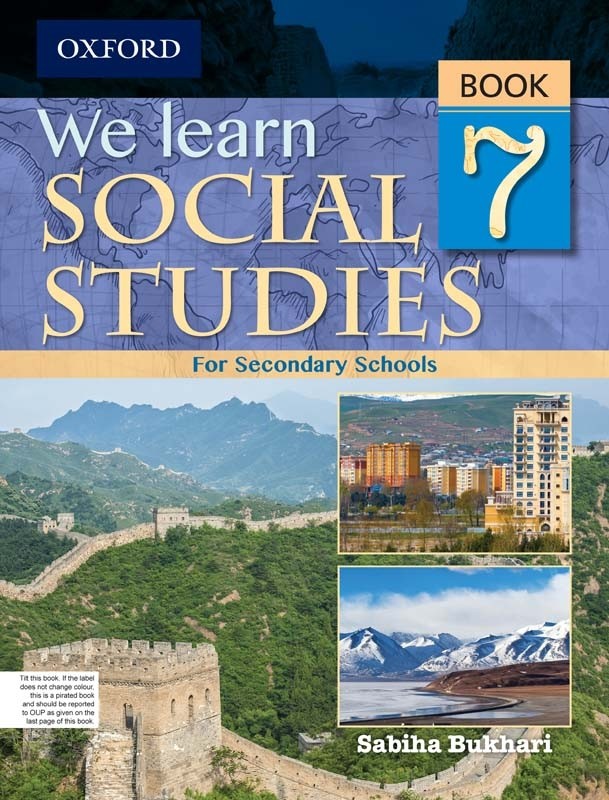 OXFORD
BOOK
7
We learn
SOCIAL
STUDIES
For Secondary Schools
Tilt this book. If the label
does not change colour,
this is a pirated book
and should be reported
to OUP as given on the
last page of this book.
Sabiha Bukhari